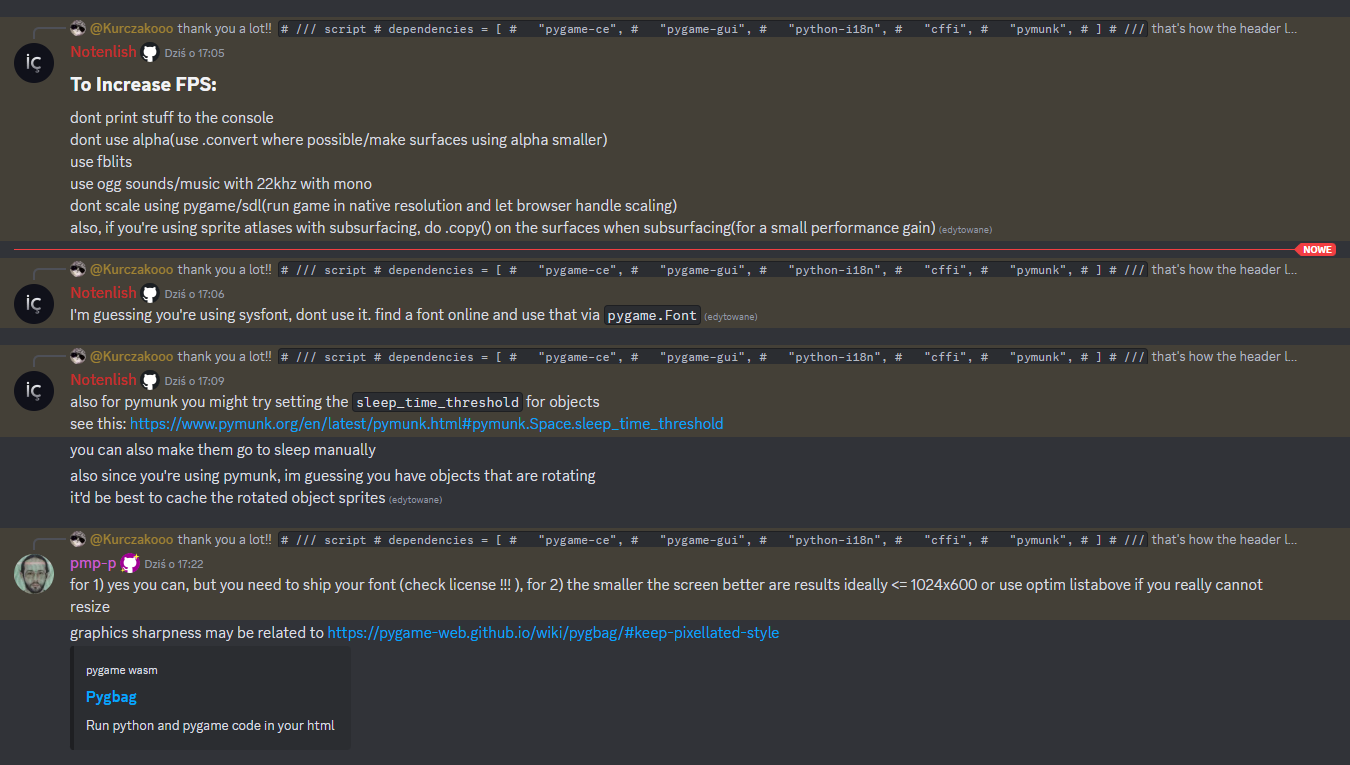 @Kurczakooo thank you a lot!! # /// script # dependencies = [ # "pygame-ce", # "pygame-gui", # "python-i18n", # "cffi", # "pymunk", # ] # /// that's how the header l...
iç
Notenlish Dziś o 17:05
To Increase FPS:
dont print stuff to the console
dont use alpha(use .convert where possible/make surfaces using alpha smaller)
use fblits
use ogg sounds/music with 22khz with mono
dont scale using pygame/sdl(run game in native resolution and let browser handle scaling)
also, if you're using sprite atlases with subsurfacing, do .copy() on the surfaces when subsurfacing(for a small performance gain) (edytowane)
NOWE
@Kurczakooo thank you a lot!! # /// script # dependencies = [ # "pygame-ce", # "pygame-gui", # "python-i18n", # "cffi", # "pymunk", # ] # /// that's how the header l...
iç
Notenlish Dziś o 17:06
I'm guessing you're using sysfont, dont use it. find a font online and use that via pygame.Font (edytowane)
@Kurczakooo thank you a lot!! # /// script # dependencies = [ # "pygame-ce", # "pygame-gui", # "python-i18n", # "cffi", # "pymunk", # ] # /// that's how the header l...
iç
Notenlish Dziś o 17:09
also for pymunk you might try setting the sleep_time_threshold for objects
see this: https://www.pymunk.org/en/latest/pymunk.html#pymunk.Space.sleep_time_threshold
you can also make them go to sleep manually
also since you're using pymunk, im guessing you have objects that are rotating
it'd be best to cache the rotated object sprites (edytowane)
@Kurczakooo thank you a lot!! # /// script # dependencies = [ # "pygame-ce", # "pygame-gui", # "python-i18n", # "cffi", # "pymunk", # ] # /// that's how the header l...
pmp-p Dziś o 17:22
for 1) yes you can, but you need to ship your font (check license !!! ), for 2) the smaller the screen better are results ideally <= 1024x600 or use optim listabove if you really cannot
resize
graphics sharpness may be related to https://pygame-web.github.io/wiki/pygbag/#keep-pixellated-style
pygame wasm
Pygbag
Run python and pygame code in your html